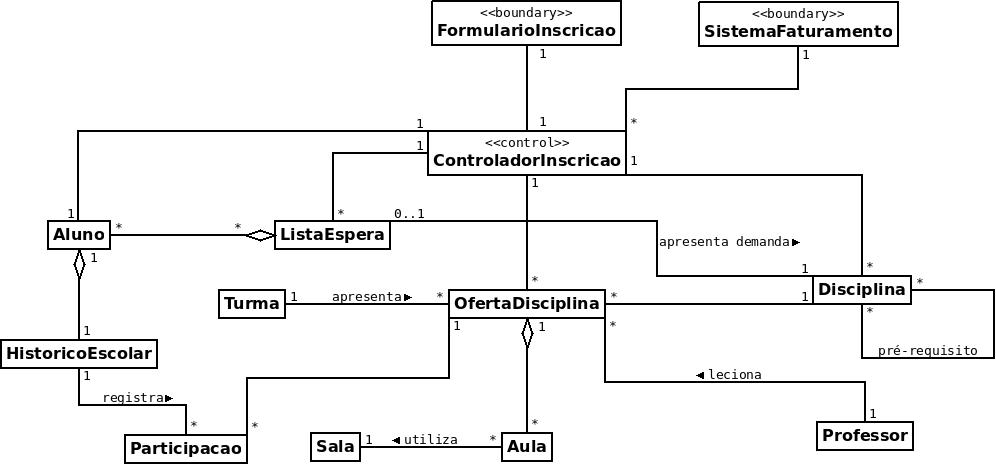 <<boundary>>
FormularioInscricao
1
<<boundary>>
SistemaFaturamento
1
1
1
*
1
<<control>>
ControladorInscricao
1
1
1
*
0..1
Aluno
*
*
ListaEspera
1
apresenta demanda►
1
*
1
*
Disciplina
*
Turma
1
apresenta►
*
OfertaDisciplina
*
1
*
1
1
*
pré-requisito
1
HistoricoEscolar
1
registra►
*
*
◄leciona
1
Professor
Participacao
Sala
1
◄utiliza
*
*
Aula